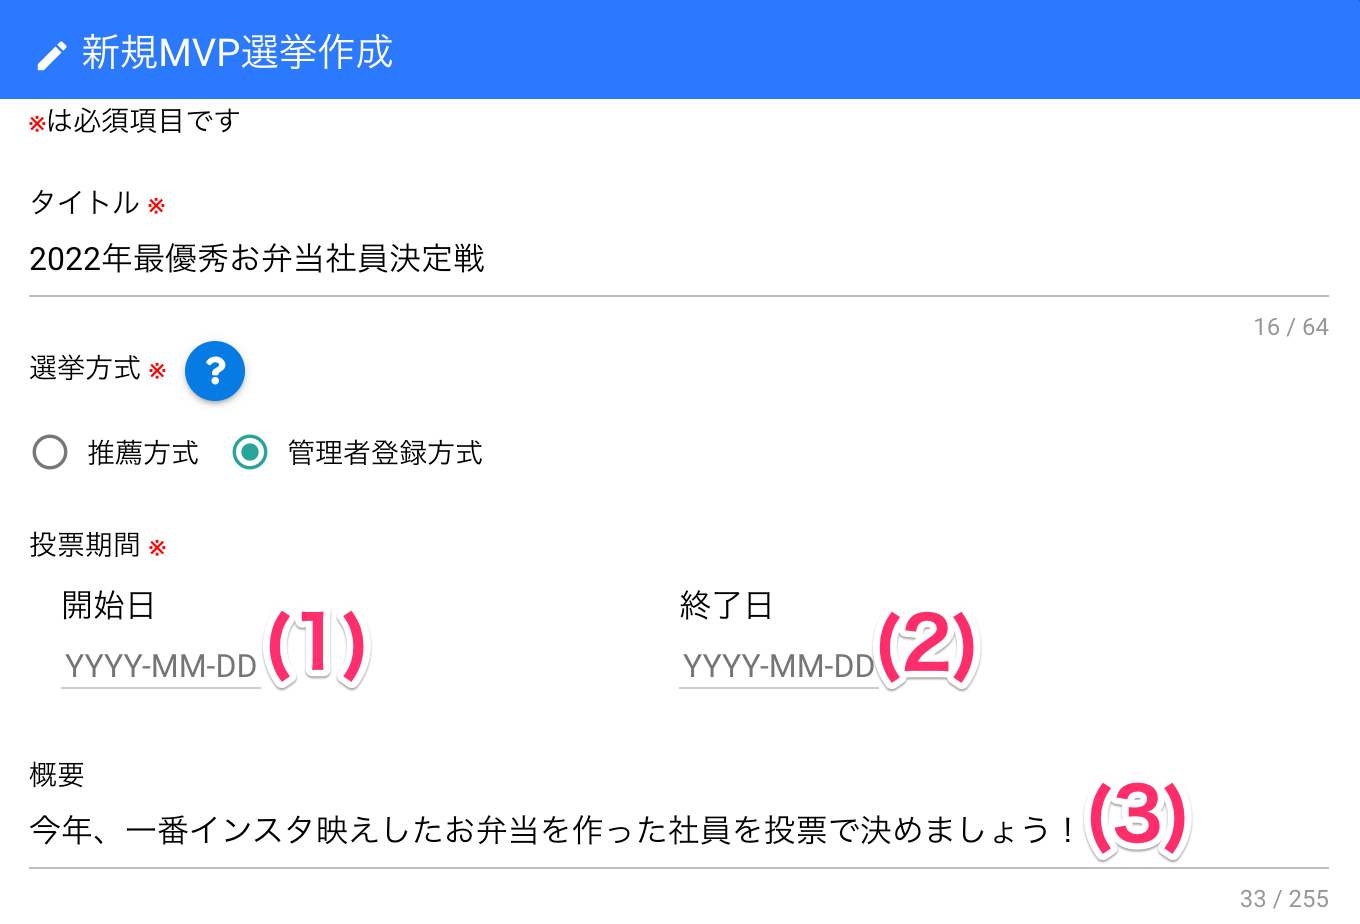 新規MVP選挙作成
※は必須項目です
タイトル ※
2022年最優秀お弁当社員決定戦
16 / 64
選挙方式 ※ ?
推薦方式 管理者登録方式
投票期間 ※
開始日 終了日
YYYY-MM-DD (1) YYYY-MM-DD (2)
概要
今年、一番インスタ映えしたお弁当を作った社員を投票で決めましょう！ (3)
33 / 255